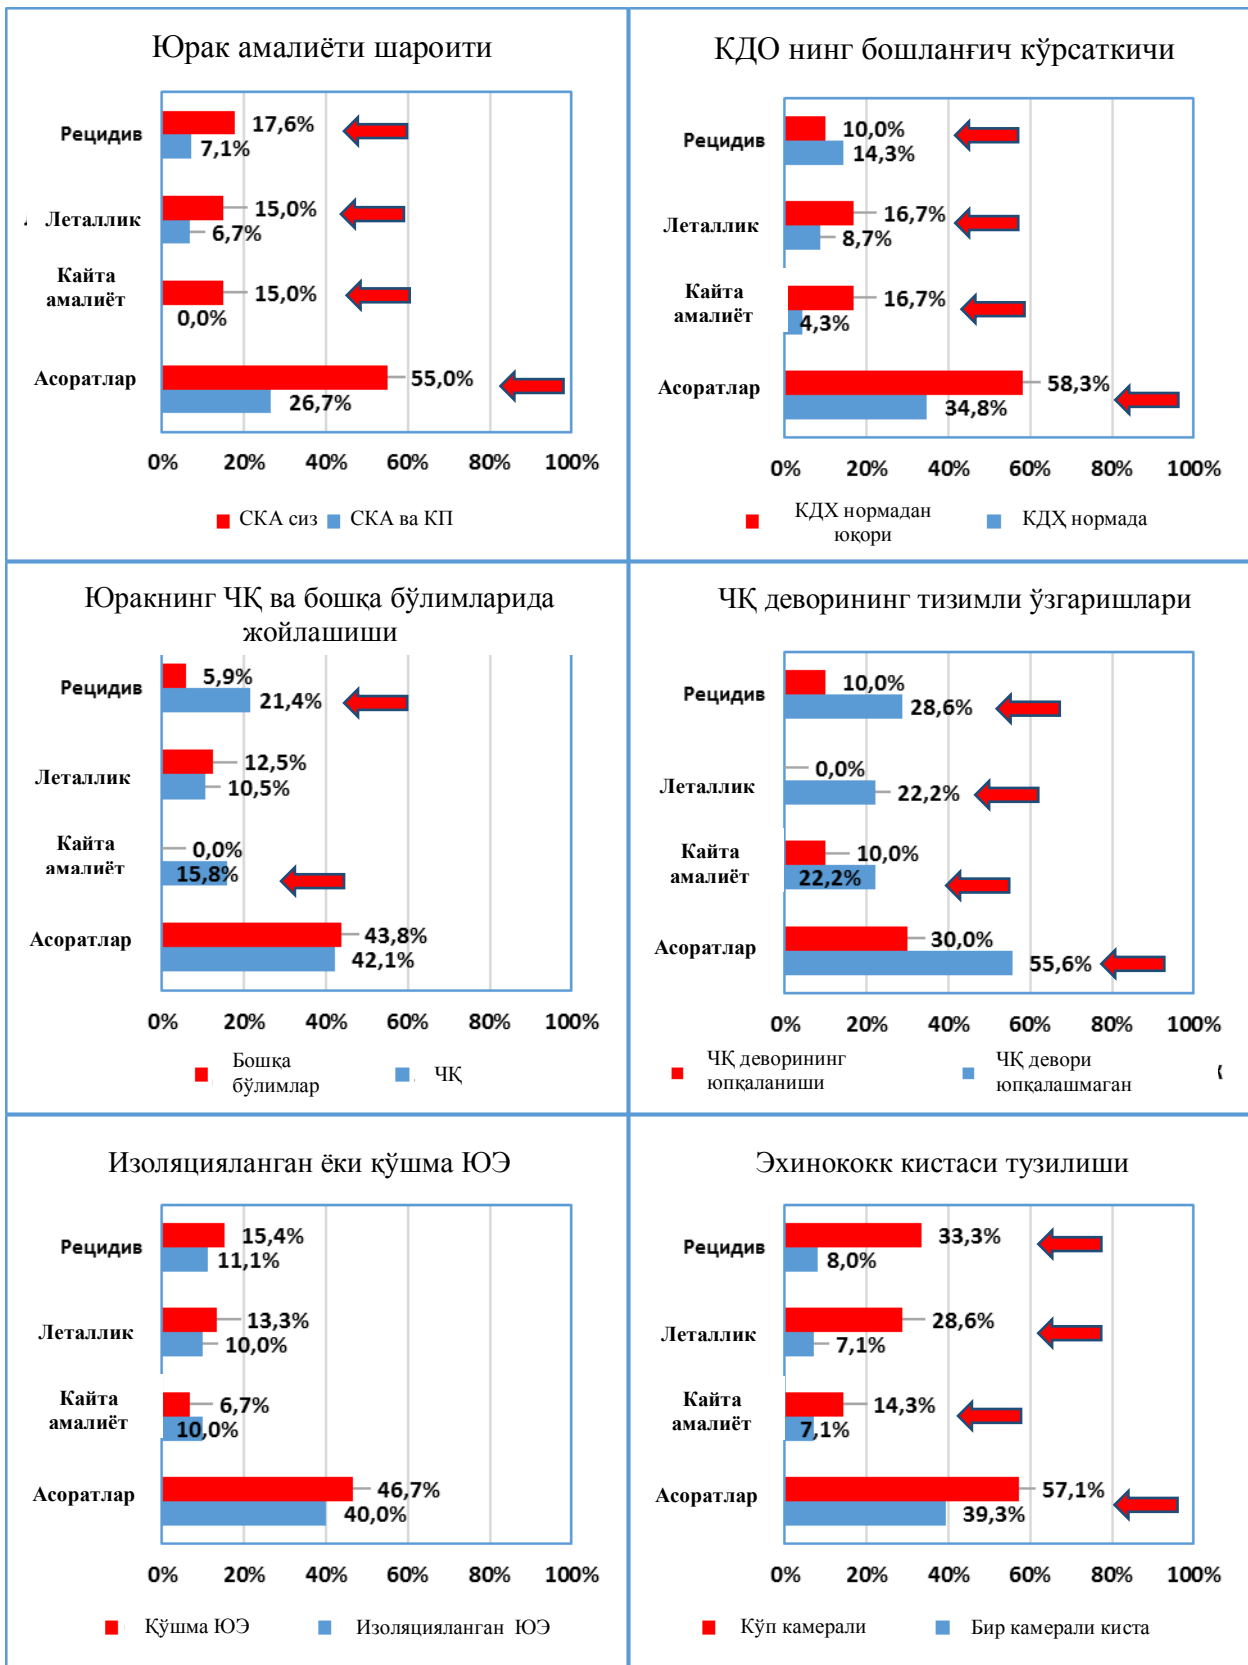 Юрак амалиёти шароити
Рецидив
17,6%
7,1%
Леталлик
15,0%
6,7%
Кайта
амалиёт
15,0%
0,0%
Асоратлар
55,0%
26,7%
0% 20% 40% 60% 80% 100%
СКА сиз СКА ва КП
КДО нинг бошланғич кўрсаткичи
Рецидив
10,0%
14,3%
Леталлик
16,7%
8,7%
Кайта
амалиёт
16,7%
4,3%
Асоратлар
58,3%
34,8%
0% 20% 40% 60% 80% 100%
КДХ нормадан
юқори
КДҲ нормада
Юракнинг ЧҚ ва бошқа бўлимларида
жойлашиши
Рецидив
5,9%
21,4%
Леталлик
12,5%
10,5%
Кайта
амалиёт
0,0%
15,8%
Асоратлар
43,8%
42,1%
0% 20% 40% 60% 80% 100%
Бошқа
бўлимлар
ЧҚ
ЧҚ деворининг тизимли ўзгаришлари
Рецидив
10,0%
28,6%
Леталлик
0,0%
22,2%
Кайта
амалиёт
10,0%
22,2%
Асоратлар
30,0%
55,6%
0% 20% 40% 60% 80% 100%
ЧҚ деворининг
юпқаланиши
ЧҚ девори
юпқалашмаган
Изоляцияланган ёки қўшма ЮЭ
Рецидив
15,4%
11,1%
Леталлик
13,3%
10,0%
Кайта
амалиёт
6,7%
10,0%
Асоратлар
46,7%
40,0%
0% 20% 40% 60% 80% 100%
Қўшма ЮЭ Изоляцияланган ЮЭ
Эхинококк кистаси тузилиши
Рецидив
33,3%
8,0%
Леталлик
28,6%
7,1%
Кайта
амалиёт
14,3%
7,1%
Асоратлар
57,1%
39,3%
0% 20% 40% 60% 80% 100%
Кўп камерали Бир камерали киста